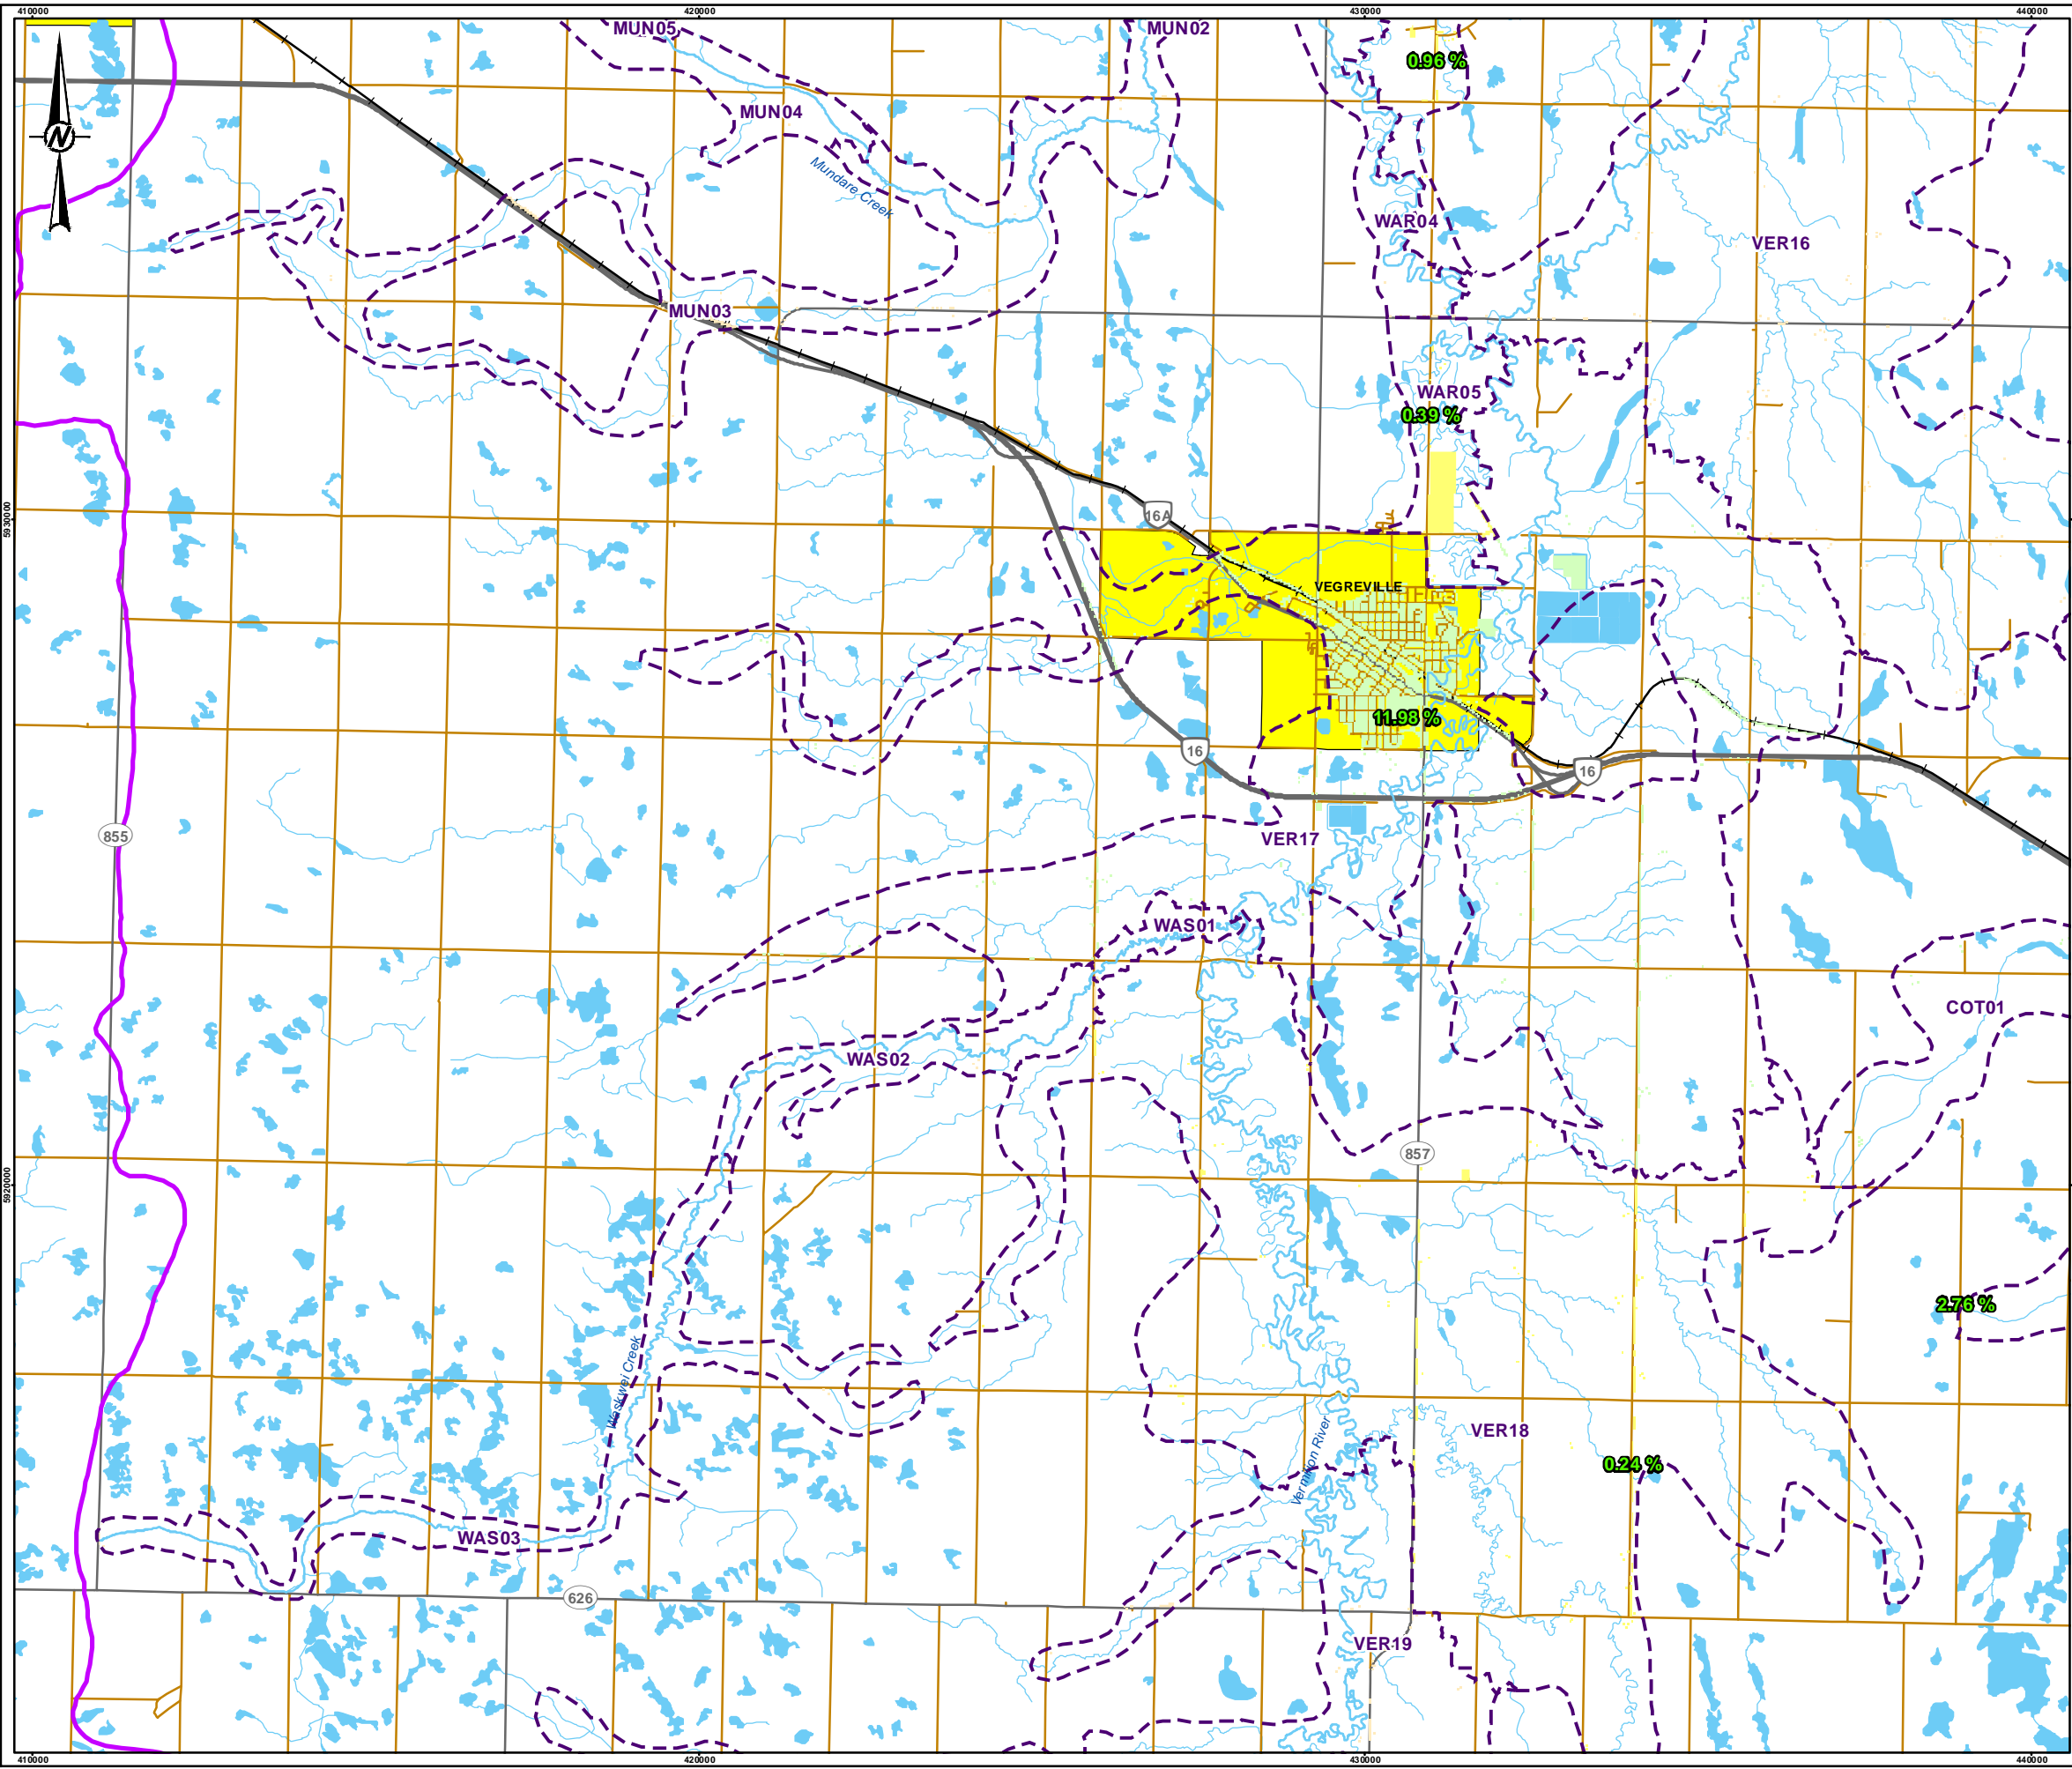 410000
420000
430000
440000
MUN05
MUN02
0.96 %
MUN04
N
Mundare Creek
WAR04
VER16
MUN03
WAR05
0.39 %
16A
5930000
VEGREVILLE
11.98 %
16
16
855
VER17
WAS01
COT01
WAS02
857
5920000
2.76 %
Waskwei Creek
VER18
Vermilion River
0.24 %
WAS03
626
VER19
410000
420000
430000
440000